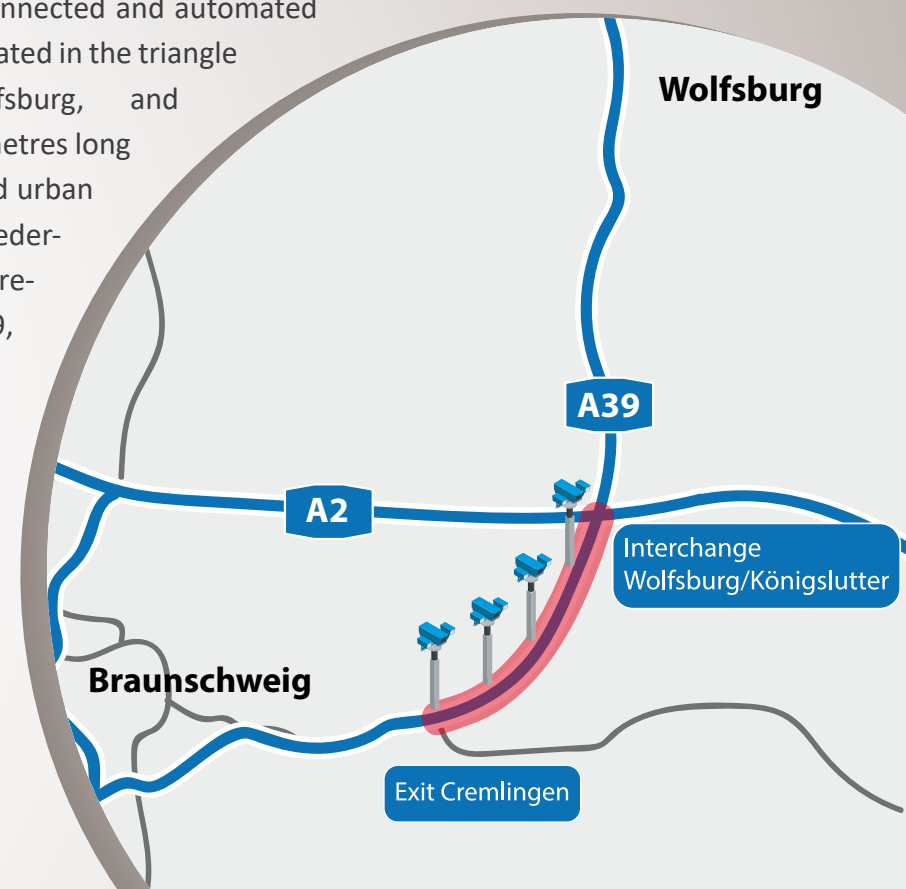 nnected and automated
ated in the triangle
fsburg, and
netres long
d urban
eder-
re-
9,
Wolfsburg
A39
A2
Interchange
Wolfsburg/Königslutter
Braunschweig
Exit Cremlingen